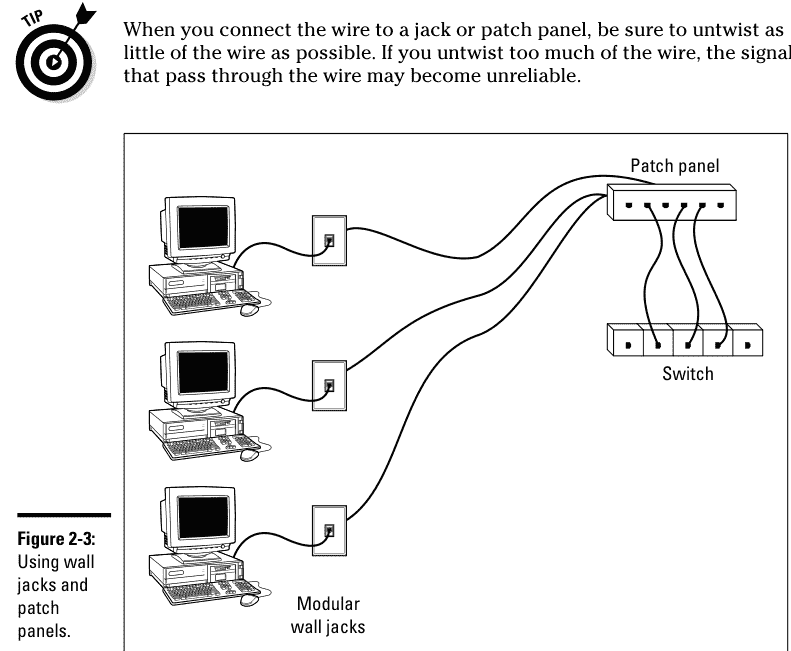 TIP
When you connect the wire to a jack or patch panel, be sure to untwist as
little of the wire as possible. If you untwist too much of the wire, the signal
that pass through the wire may become unreliable.
Patch panel
Switch
Modular
wall jacks
Figure 2-3:
Using wall
jacks and
patch
panels.